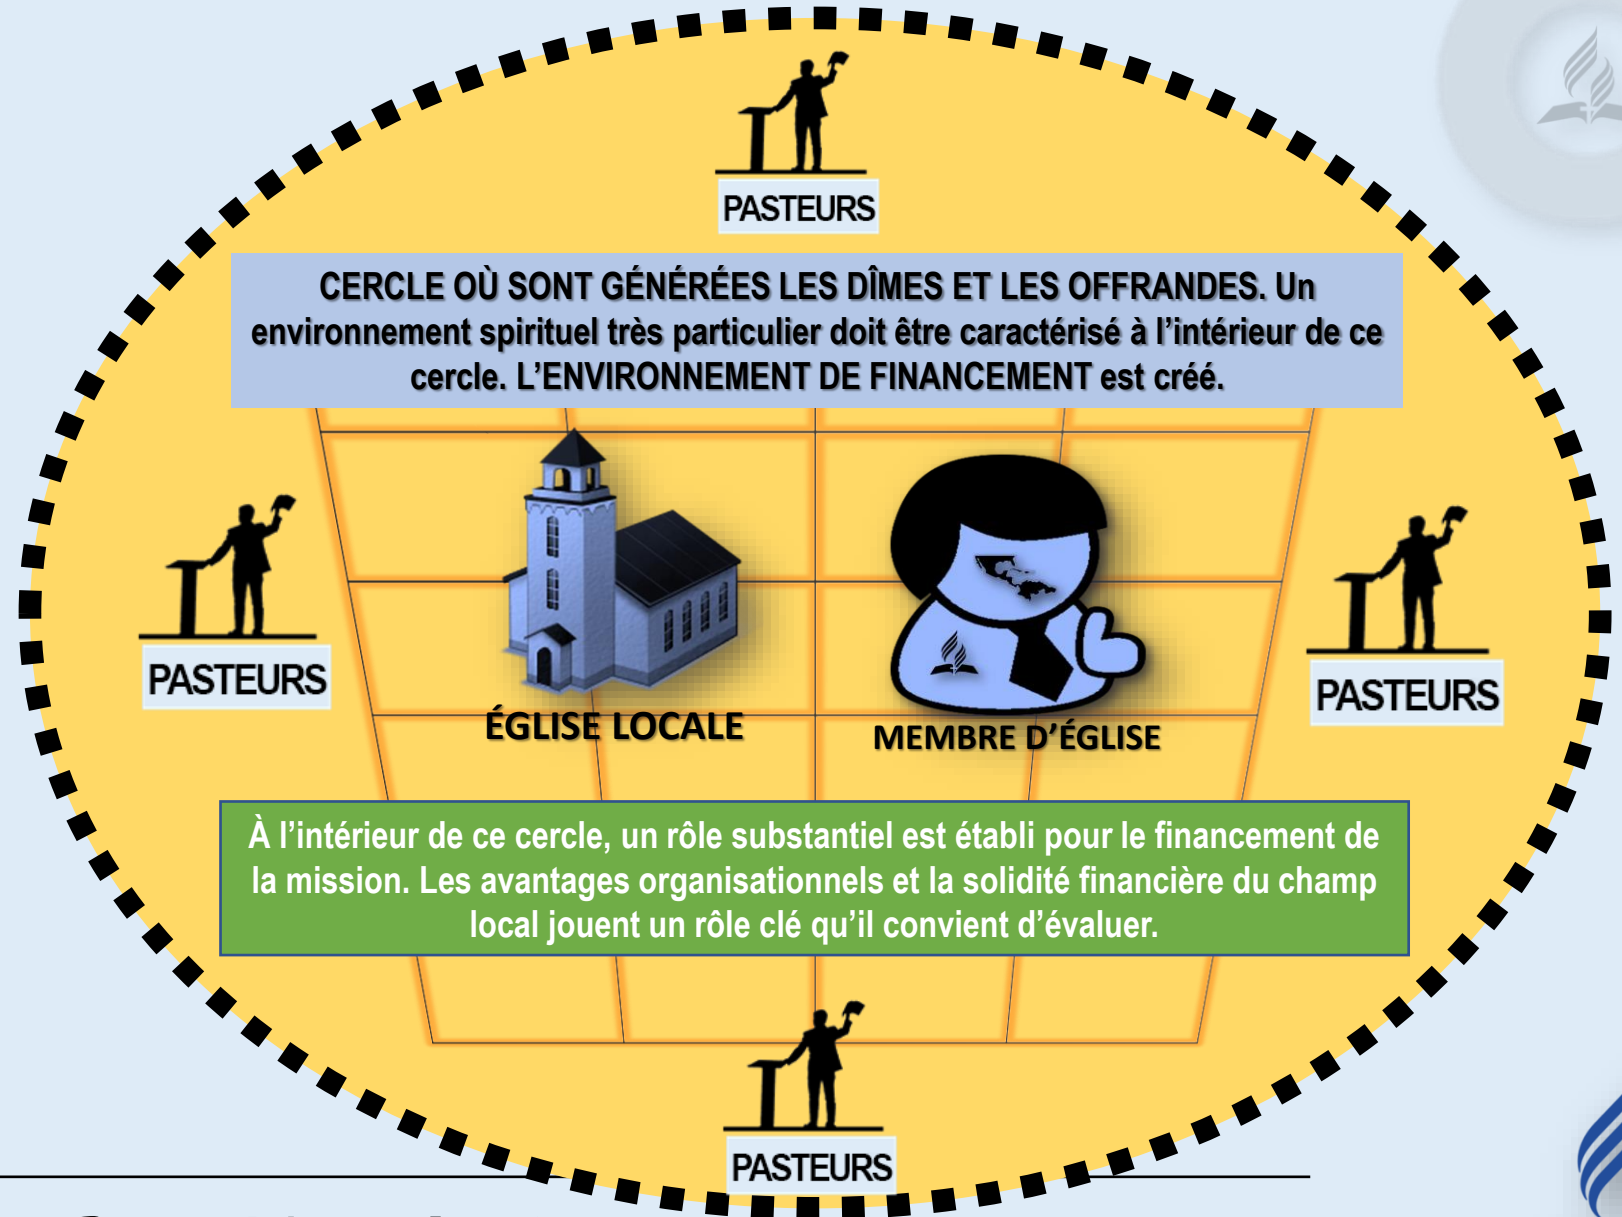 PASTEURS
CERCLE OÙ SONT GÉNÉRÉES LES DÎMES ET LES OFFRANDES. Un
environnement spirituel très particulier doit être caractérisé à l’intérieur de ce
cercle. L’ENVIRONNEMENT DE FINANCEMENT est créé.
PASTEURS
PASTEURS
ÉGLISE LOCALE
MEMBRE D’ÉGLISE
À l’intérieur de ce cercle, un rôle substantiel est établi pour le financement de
la mission. Les avantages organisationnels et la solidité financière du champ
local jouent un rôle clé qu’il convient d’évaluer.
PASTEURS